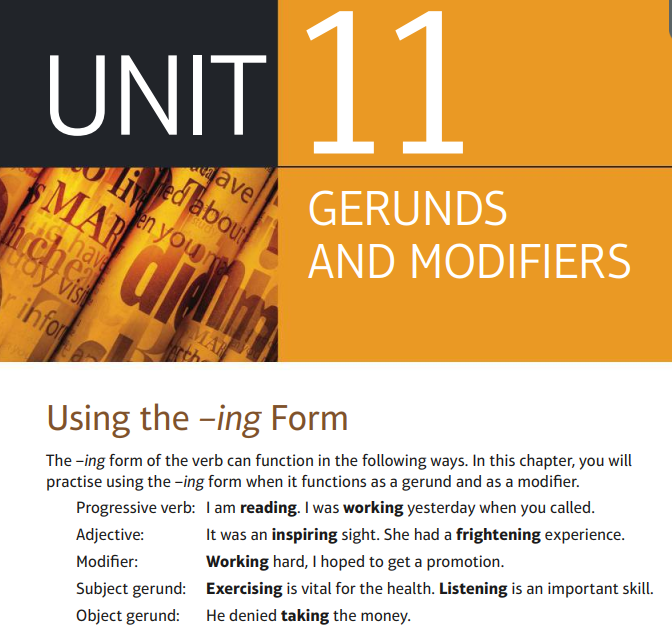 UNIT 11
GERUNDS
AND MODIFIERS
Using the –ing Form
The –ing form of the verb can function in the following ways. In this chapter, you will
practise using the –ing form when it functions as a gerund and as a modifier.
Progressive verb: I am reading. I was working yesterday when you called.
Adjective: It was an inspiring sight. She had a frightening experience.
Modifier: Working hard, I hoped to get a promotion.
Subject gerund: Exercising is vital for the health. Listening is an important skill.
Object gerund: He denied taking the money.